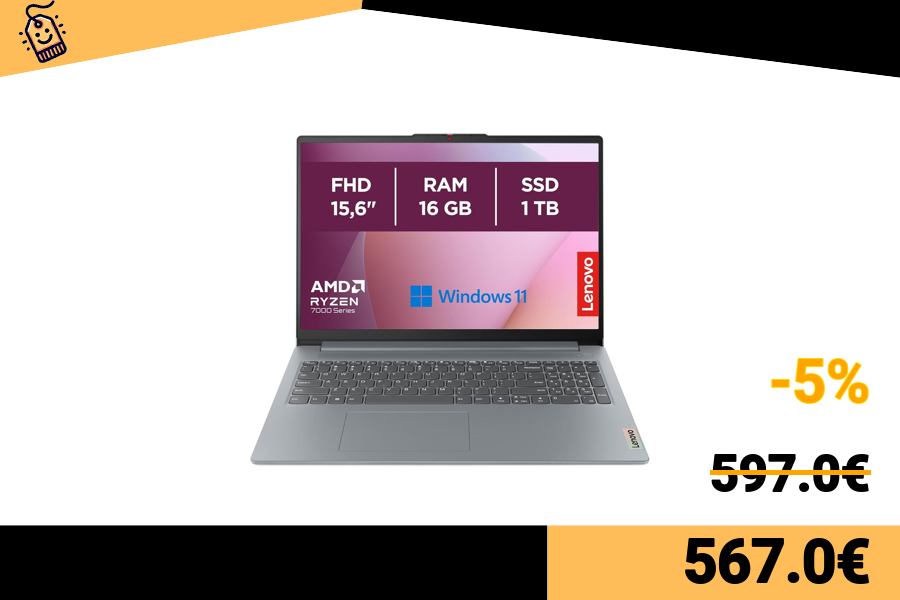 FHD
15,6"
RAM
16 GB
SSD
1 TB
AMD
RYZEN
7000 Series
Windows 11
Lenovo
Lenovo
-5%
597.0€
567.0€